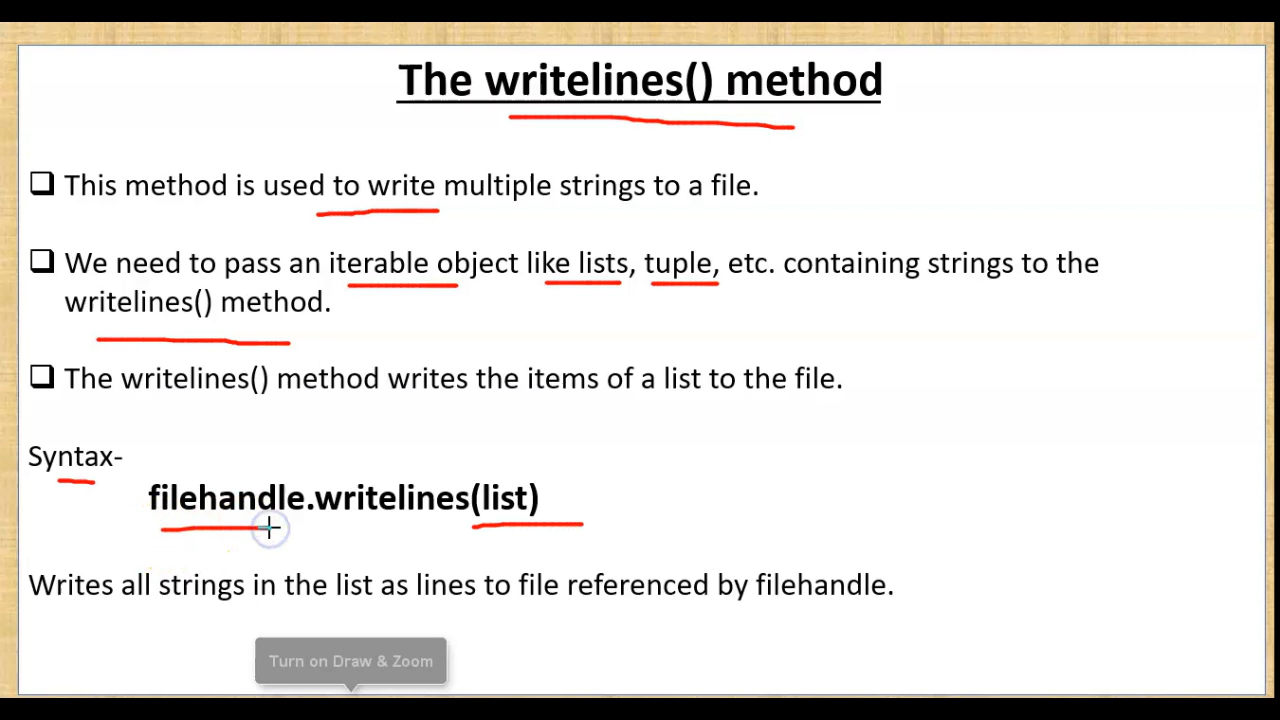 The writelines() method
This method is used to write multiple strings to a file.
We need to pass an iterable object like lists, tuple, etc. containing strings to the
writelines() method.
The writelines() method writes the items of a list to the file.
Syntax-
filehandle.writelines(list)
Writes all strings in the list as lines to file referenced by filehandle.
Turn on Draw & Zoom